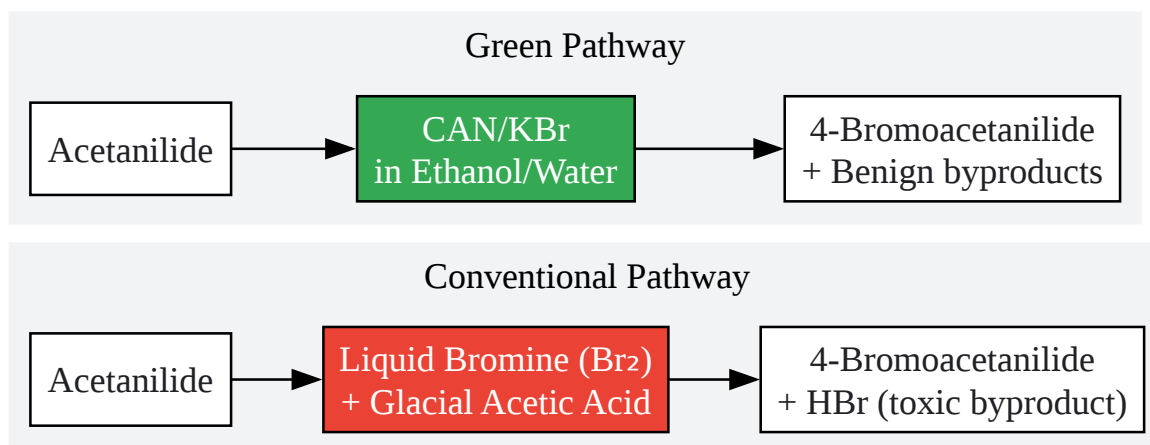 Green Pathway
Acetanilide
CAN/KBr
in Ethanol/Water
4-Bromoacetanilide
+ Benign byproducts
Conventional Pathway
Acetanilide
Liquid Bromine (Br₂)
+ Glacial Acetic Acid
4-Bromoacetanilide
+ HBr (toxic byproduct)